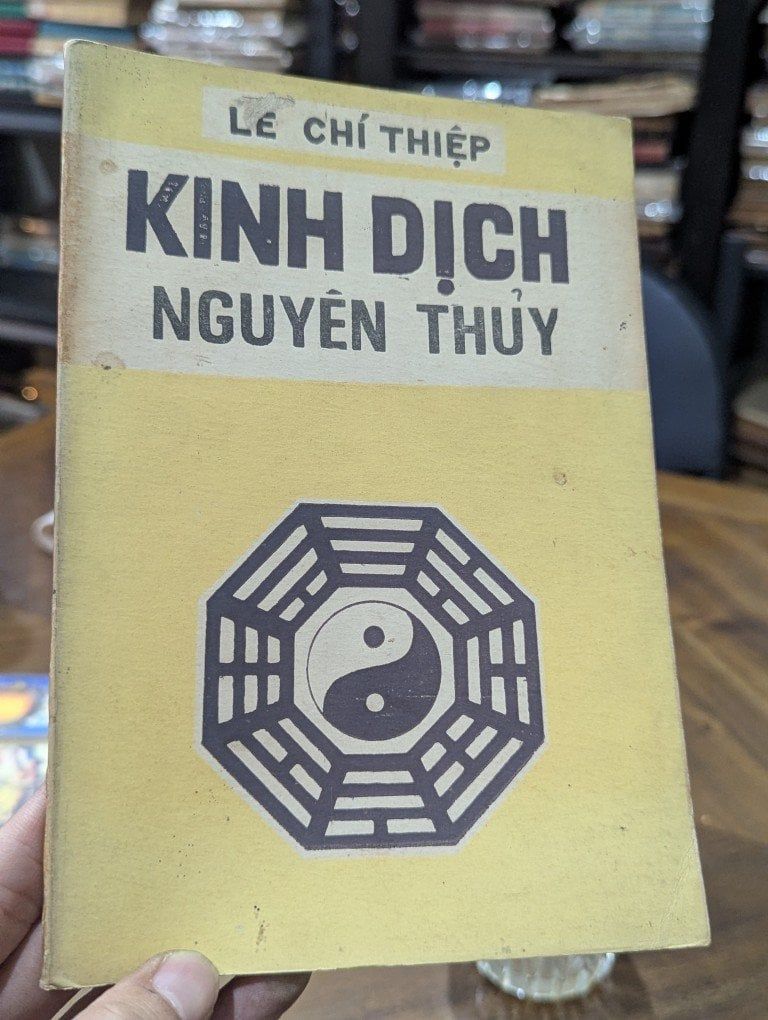 LÊ CHÍ THIỆP
KINH DỊCH
NGUYÊN THỦY